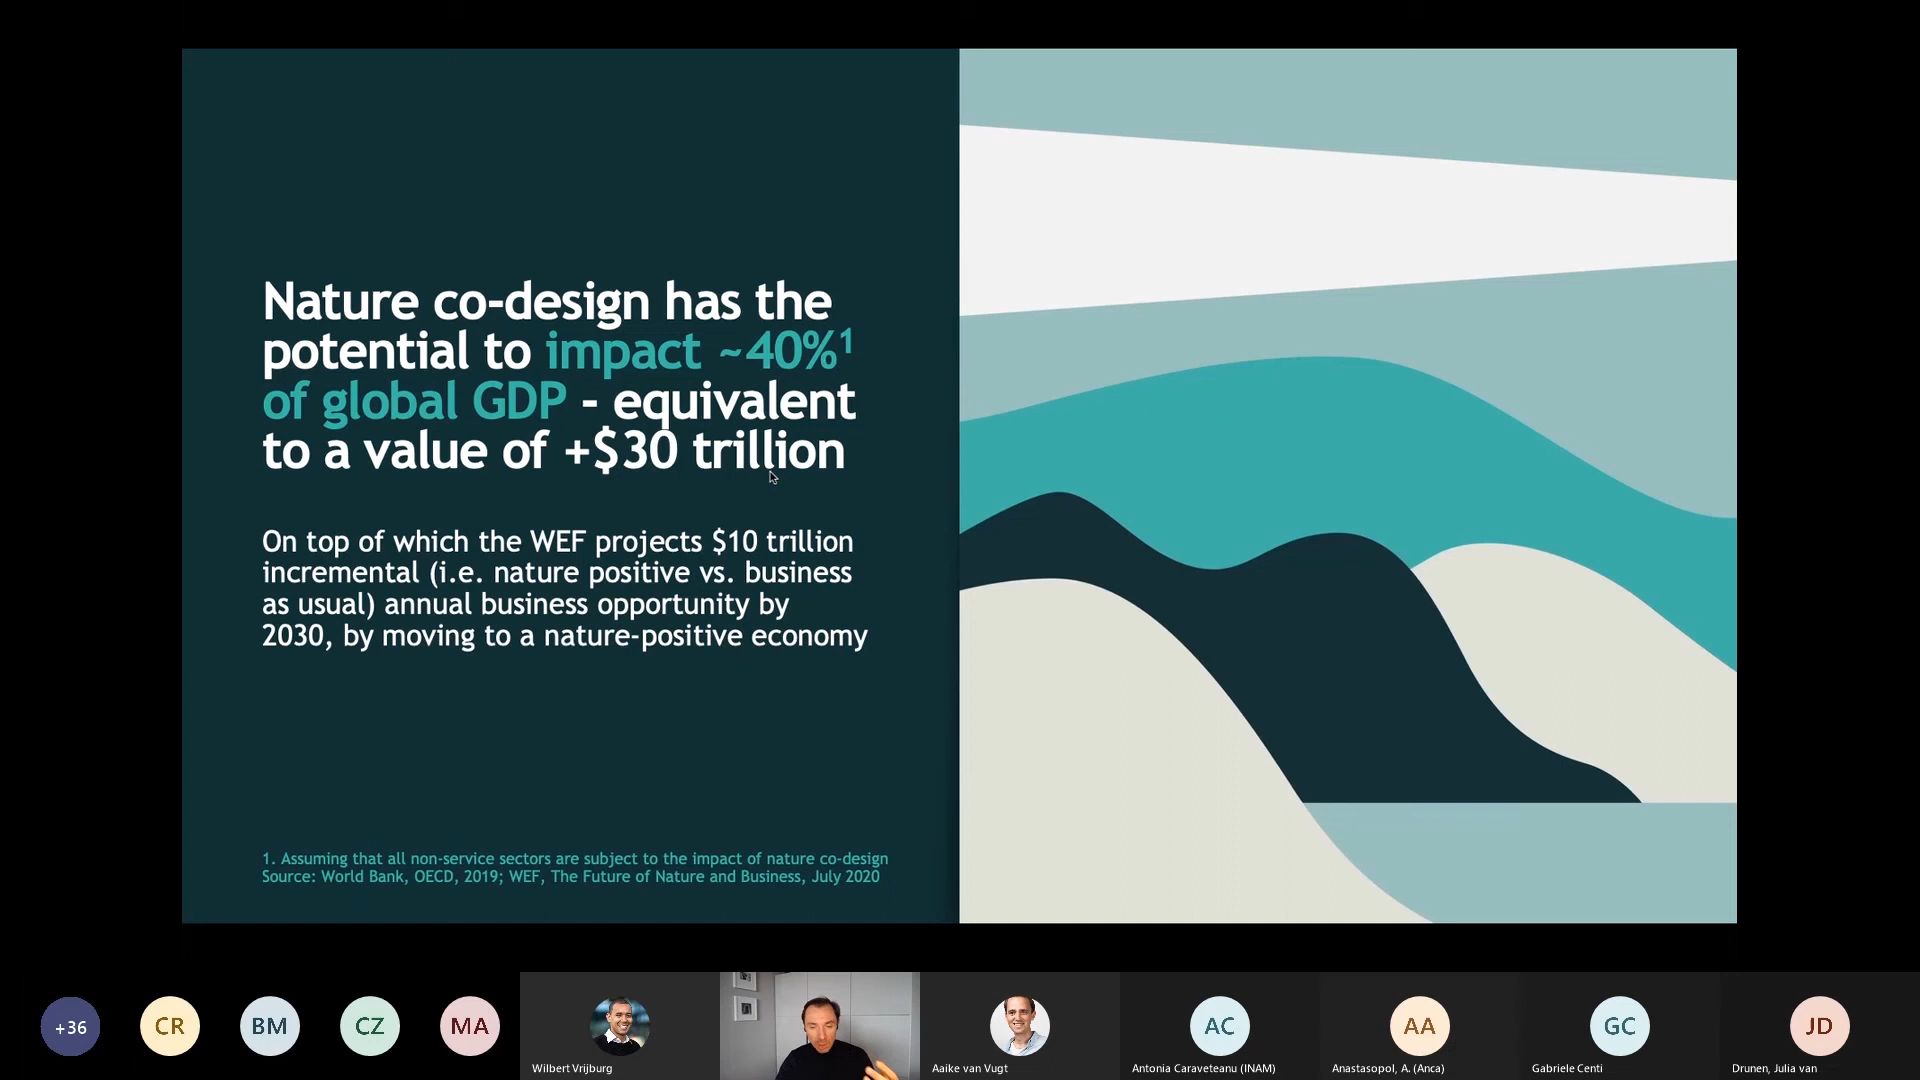 Nature co-design has the
potential to impact ~40%¹
of global GDP - equivalent
to a value of +$30 trillion
On top of which the WEF projects $10 trillion
incremental (i.e. nature positive vs. business
as usual) annual business opportunity by
2030, by moving to a nature-positive economy
1. Assuming that all non-service sectors are subject to the impact of nature co-design
Source: World Bank, OECD, 2019; WEF, The Future of Nature and Business, July 2020
+36
CR
BM
CZ
MA
AC
AA
GC
JD
Wilbert Vrijburg
Aaike van Vugt
Antonia Caraveteanu (INAM)
Anastasopol, A. (Anca)
Gabriele Centi
Drunen, Julia van